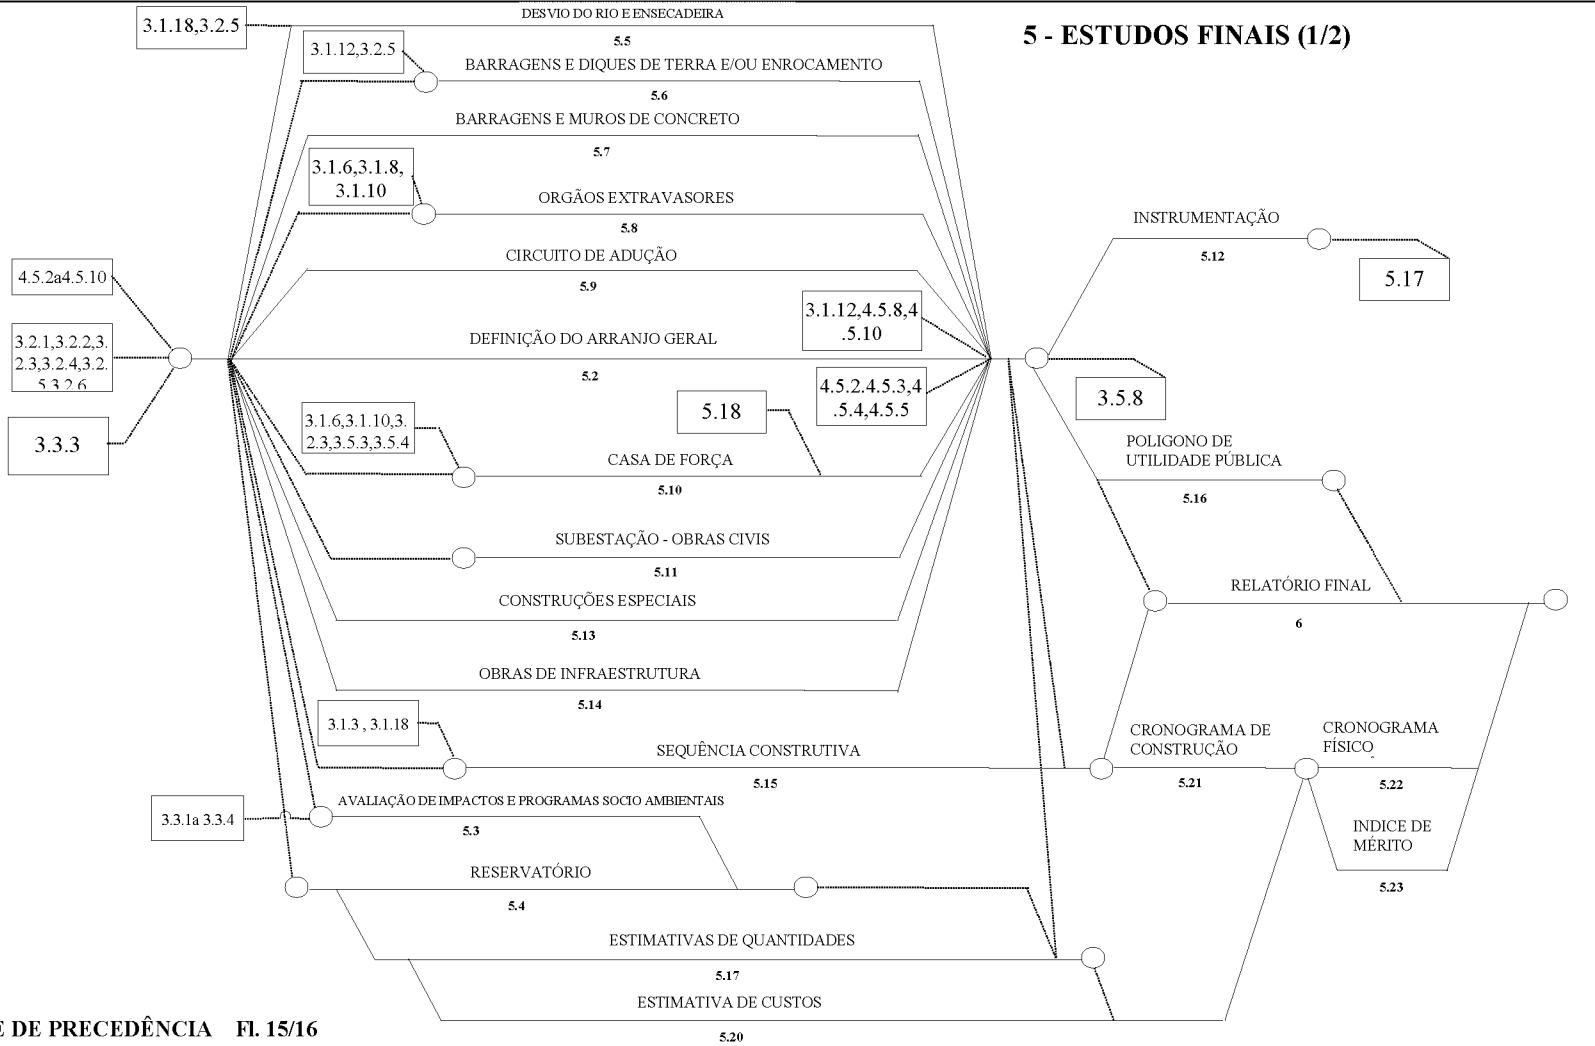 DESVIO DO RIO E ENSECADEIRA
3.1.18,3.2.5
5 - ESTUDOS FINAIS (1/2)
5.5
3.1.12,3.2.5
BARRAGENS E DIQUES DE TERRA E/OU ENROCAMENTO
5.6
BARRAGENS E MUROS DE CONCRETO
5.7
3.1.6,3.1.8,
3.1.10
ORGÃOS EXTRAVASORES
5.8
INSTRUMENTAÇÃO
5.12
CIRCUITO DE ADUÇÃO
5.9
4.5.2a4.5.10
5.17
3.1.12,4.5.8,4
.5.10
3.2.1,3.2.2,3.
2.3,3.2.4,3.2.
5,3.2.6
DEFINIÇÃO DO ARRANJO GERAL
5.2
4.5.2.4.5.3,4
.5.4,4.5.5
3.5.8
5.18
3.1.6,3.1.10,3.
2.3,3.5.3,3.5.4
3.3.3
POLIGONO DE
UTILIDADE PÚBLICA
5.16
CASA DE FORÇA
5.10
SUBESTAÇÃO - OBRAS CIVIS
5.11
RELATÓRIO FINAL
6
CONSTRUÇÕES ESPECIAIS
5.13
OBRAS DE INFRAESTRUTURA
5.14
3.1.3 , 3.1.18
SEQUÊNCIA CONSTRUTIVA
5.15
CRONOGRAMA DE
CONSTRUÇÃO
5.21
CRONOGRAMA
FÍSICO
5.22
AVALIAÇÃO DE IMPACTOS E PROGRAMAS SOCIO AMBIENTAIS
5.3
3.3.1a 3.3.4
INDICE DE
MÉRITO
5.23
RESERVATÓRIO
5.4
ESTIMATIVAS DE QUANTIDADES
5.17
ESTIMATIVA DE CUSTOS
5.20
E DE PRECEDÊNCIA Fl. 15/16